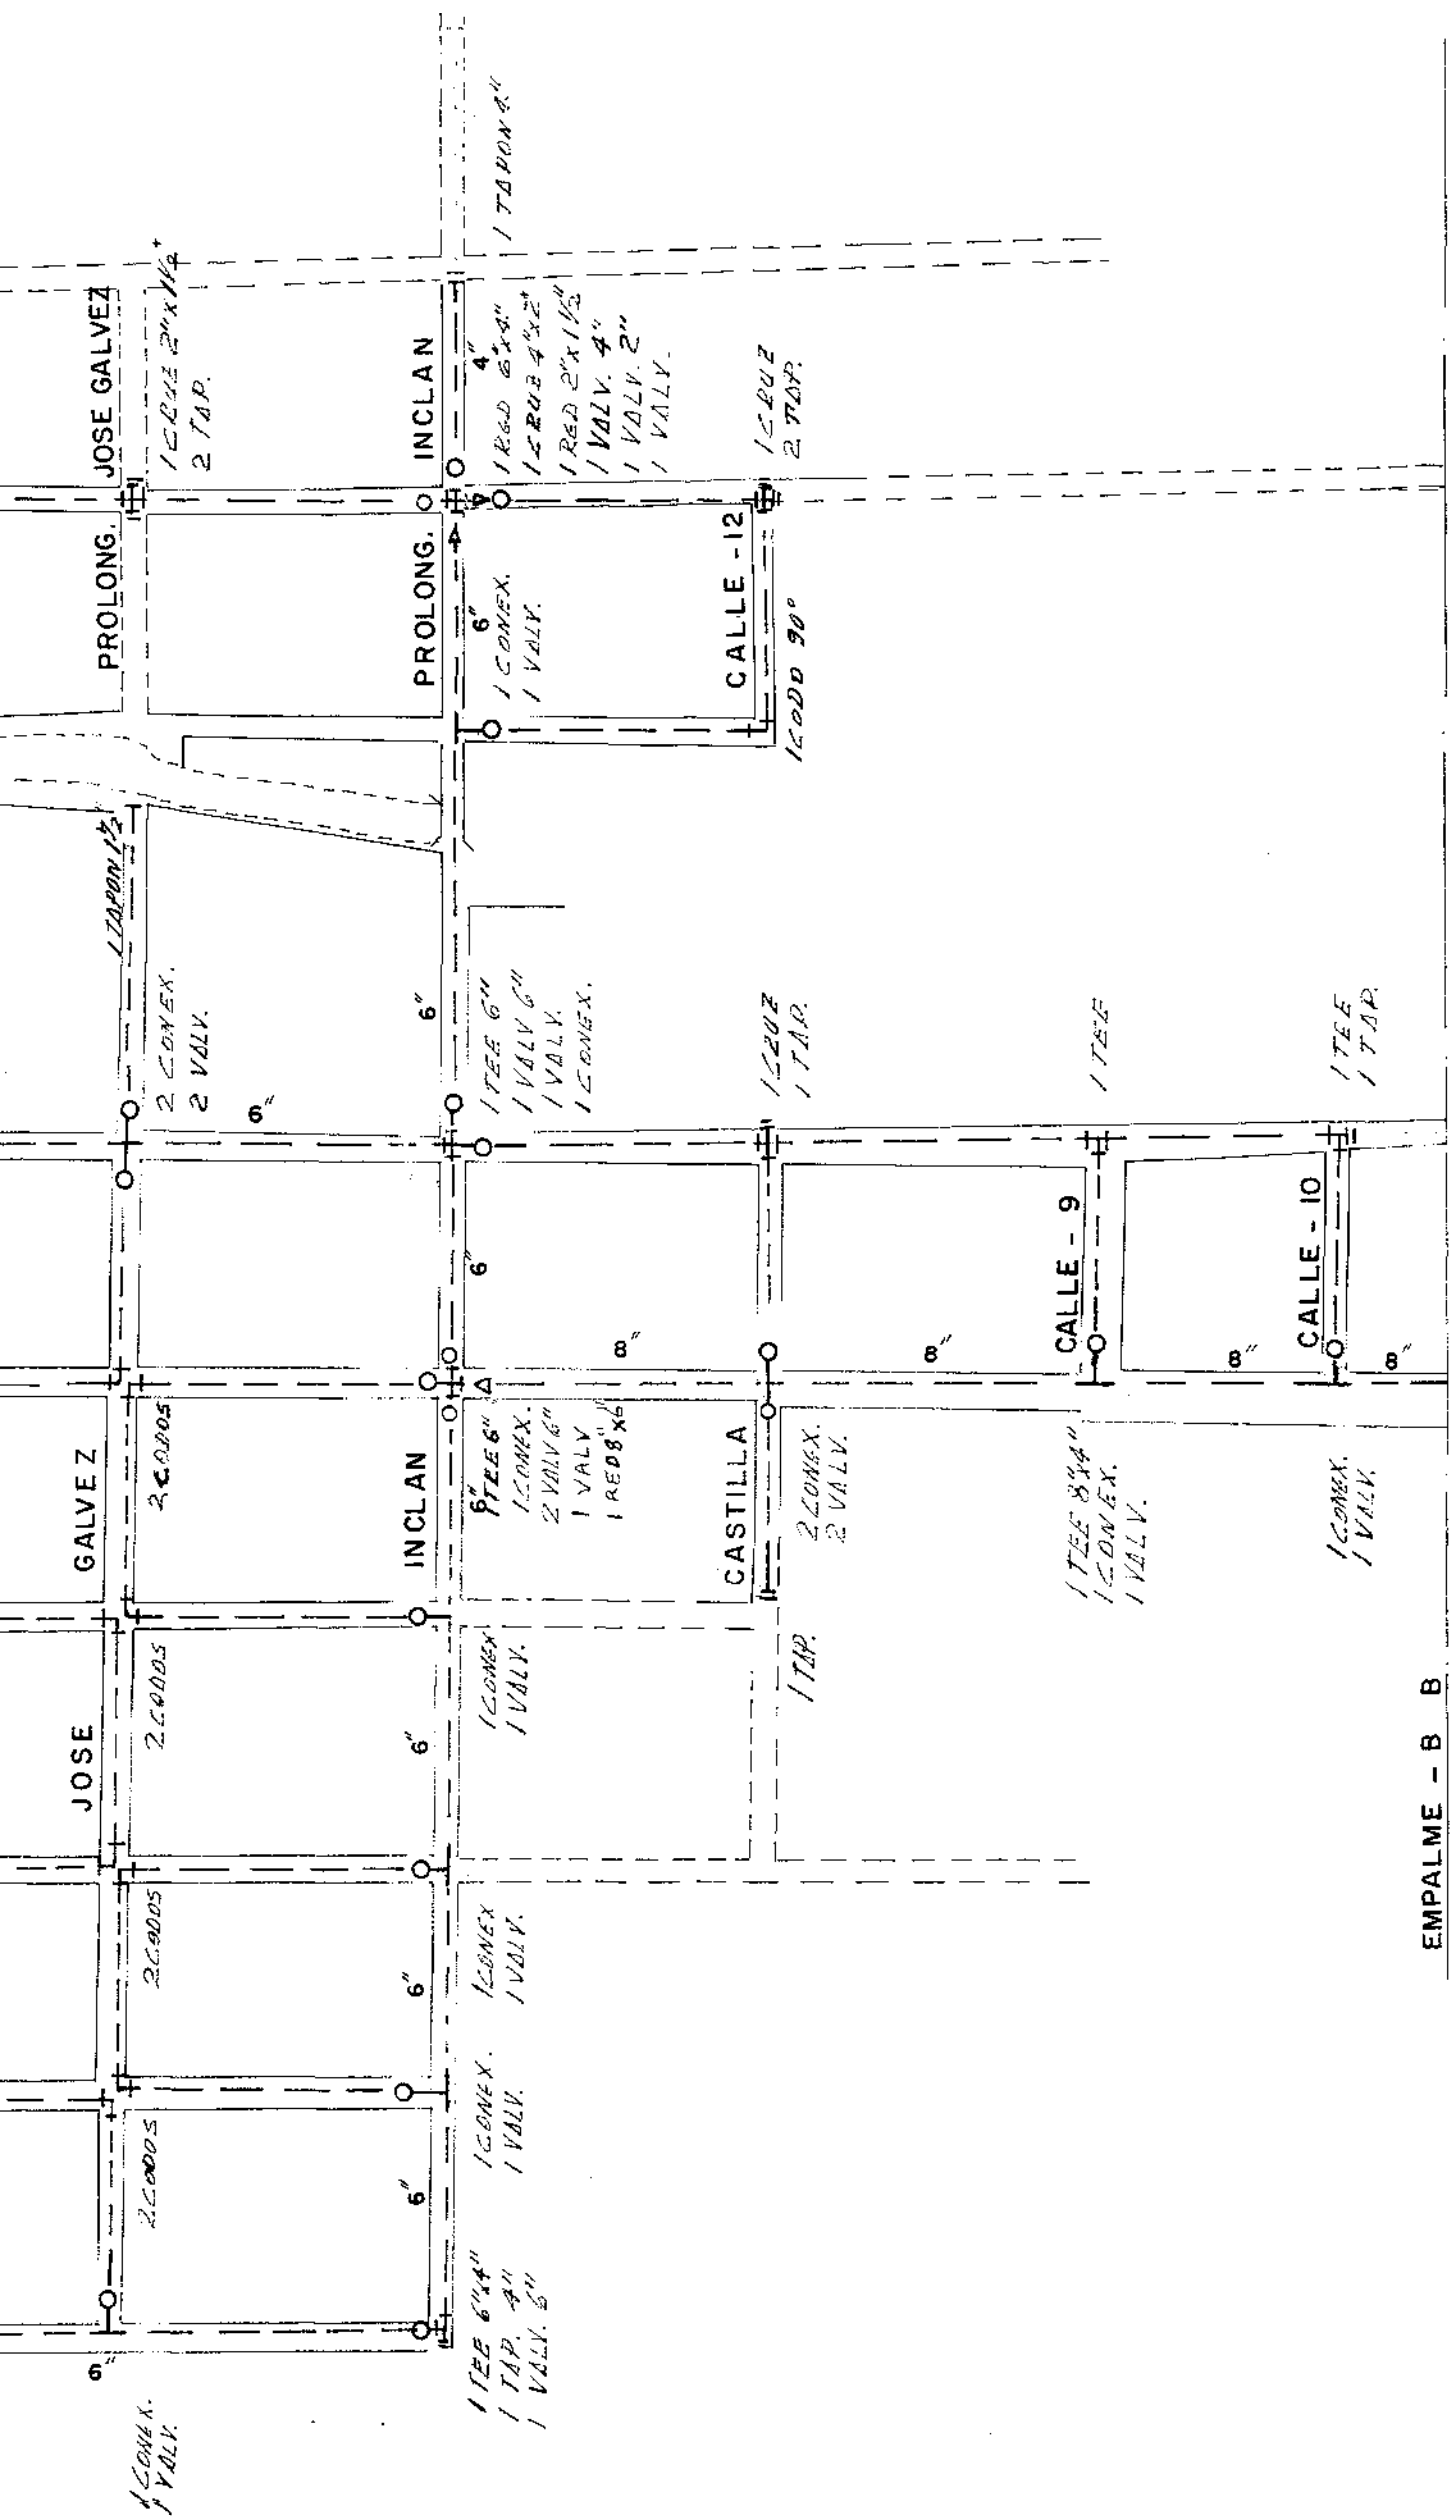 1 CONEX.
1 VALV.
6"
2 CODOS
JOSE
2 CODOS
2 CODOS
GALVEZ
2 CODOS
2 CONEX.
2 VALV.
1 TAPON 1½
6"
PROLONG.
JOSE GALVEZ
1 CRUZ 2" x 1½"
2 TAP.
6"
6"
6"
INCLAN
6"
6"
PROLONG.
INCLAN
1 TEE 6"x4"
1 TAP. 4"
1 VALV. 6"
1 CONEX.
1 VALV.
1 CONEX
1 VALV.
1 CONEX
1 VALV.
6"
1 TEE 6"
1 CONEX.
2 VALV 6"
1 VALV
1 RED 8"x6"
1 TEE 6"
1 VALV 6"
1 VALV.
1 CONEX.
6"
1 CONEX.
1 VALV.
4"
1 RED 6"x4"
1 CRUZ 4"x2"
1 RED 2"x1½"
1 VALV. 4"
1 VALV. 2"
1 VALV.
1 TAPON 4"
8"
CASTILLA
1 TAP.
2 CONEX.
2 VALV.
1 CRUZ
1 TAP.
CALLE - 12
1 CODO 90°
1 CRUZ
2 TAP.
8"
CALLE - 9
1 TEE 8"x4"
1 CONEX.
1 VALV.
1 TEE
8"
CALLE - 10
8"
1 CONEX.
1 VALV.
1 TEE
1 TAP.
EMPALME - B B